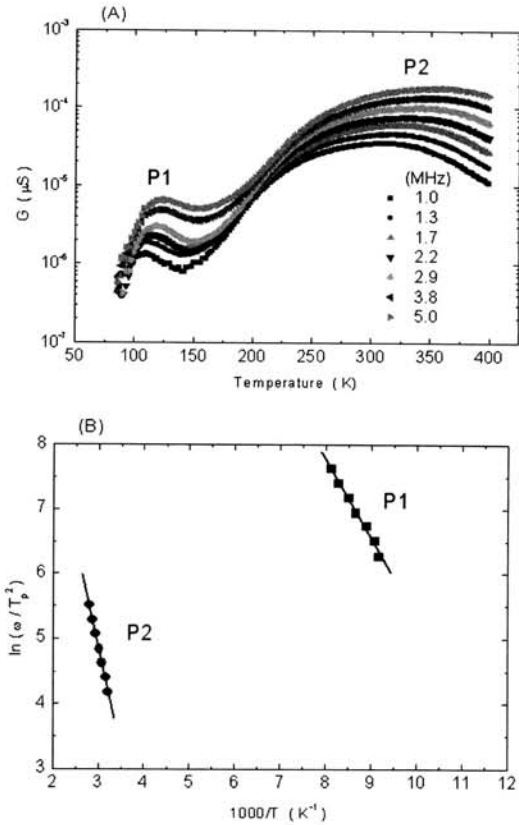 (A)
10⁻³
10⁻⁴
10⁻⁵
10⁻⁶
10⁻⁷
G (μS)
P1
P2
(MHz)
1.0
1.3
1.7
2.2
2.9
3.8
5.0
50 100 150 200 250 300 350 400
Temperature (K)
(B)
8
7
6
5
4
3
ln (ω/Tₚ²)
P1
P2
2 3 4 5 6 7 8 9 10 11 12
1000/T (K⁻¹)